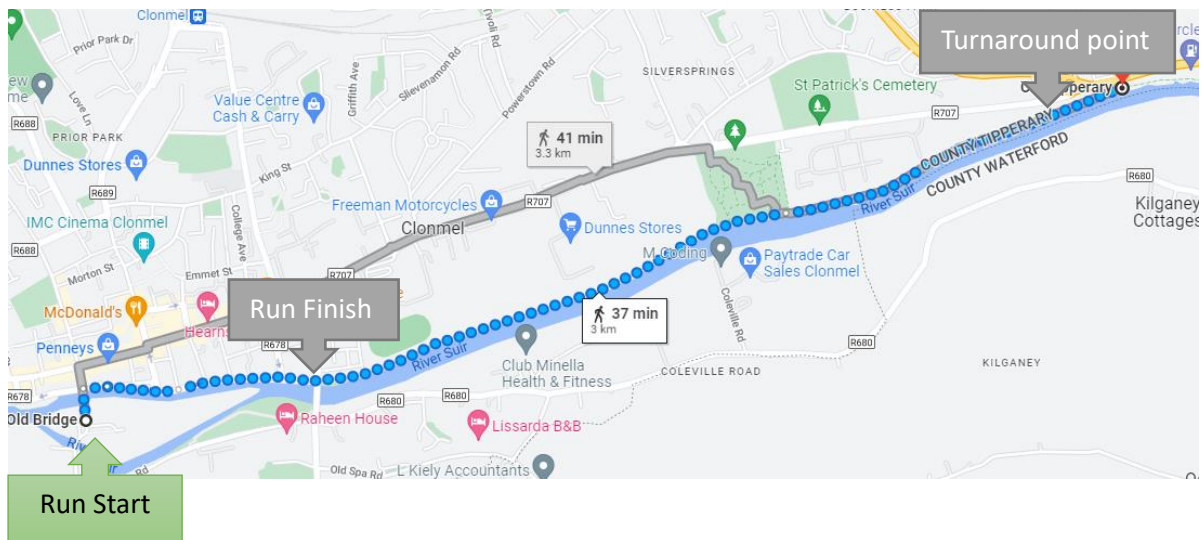 Clonmel
Prior Park Dr
Love Ln
R688
PRIOR PARK
Dunnes Stores
R689
IMC Cinema Clonmel
R688
Morton St
McDonald's
Penneys
R678
Old Bridge
Run Start
Value Centre
Cash & Carry
Griffith Ave
Slievenamon Rd
Tivoli Rd
Powerstown Rd
King St
College Ave
Emmet St
R707
Run Finish
R678
Freeman Motorcycles
Clonmel
R707
41 min
3.3 km
SILVERSPRINGS
St Patrick's Cemetery
Turnaround point
R707
COUNTY TIPPERARY
COUNTY WATERFORD
River Suir
R680
Kilganey
Cottages
Dunnes Stores
Paytrade Car
Sales Clonmel
Coleville Rd
37 min
3 km
River Suir
Club Minella
Health & Fitness
COLEVILLE ROAD
R680
KILGANEY
R680
Raheen House
R680
Lissarda B&B
Old Spa Rd
L Kiely Accountants